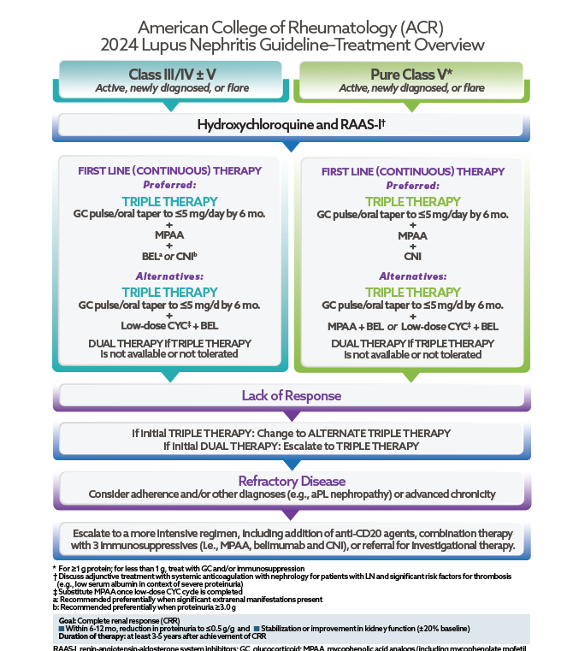 American College of Rheumatology (ACR)
2024 Lupus Nephritis Guideline–Treatment Overview
Class III/IV ± V
Active, newly diagnosed, or flare
Pure Class V*
Active, newly diagnosed, or flare
Hydroxychloroquine and RAAS-I†
FIRST LINE (CONTINUOUS) THERAPY
Preferred:
TRIPLE THERAPY
GC pulse/oral taper to ≤5 mg/day by 6 mo.
+
MPAA
+
BELᵃ or CNIᵇ
Alternatives:
TRIPLE THERAPY
GC pulse/oral taper to ≤5 mg/d by 6 mo.
+
Low-dose CYC‡ + BEL
DUAL THERAPY if TRIPLE THERAPY
is not available or not tolerated
FIRST LINE (CONTINUOUS) THERAPY
Preferred:
TRIPLE THERAPY
GC pulse/oral taper to ≤5 mg/day by 6 mo.
+
MPAA
+
CNI
Alternatives:
TRIPLE THERAPY
GC pulse/oral taper to ≤5 mg/d by 6 mo.
+
MPAA + BEL or Low-dose CYC‡ + BEL
DUAL THERAPY if TRIPLE THERAPY
is not available or not tolerated
Lack of Response
If initial TRIPLE THERAPY: Change to ALTERNATE TRIPLE THERAPY
If initial DUAL THERAPY: Escalate to TRIPLE THERAPY
Refractory Disease
Consider adherence and/or other diagnoses (e.g., aPL nephropathy) or advanced chronicity
Escalate to a more intensive regimen, including addition of anti-CD20 agents, combination therapy
with 3 immunosuppressives (i.e., MPAA, belimumab and CNI), or referral for investigational therapy.
* For ≥1 g protein; for less than 1 g, treat with GC and/or immunosuppression
† Discuss adjunctive treatment with systemic anticoagulation with nephrology for patients with LN and significant risk factors for thrombosis
(e.g., low serum albumin in context of severe proteinuria)
‡ Substitute MPAA once low-dose CYC cycle is completed
a: Recommended preferentially when significant extrarenal manifestations present
b: Recommended preferentially when proteinuria ≥3.0 g
Goal: Complete renal response (CRR)
■ Within 6-12 mo, reduction in proteinuria to ≤0.5 g/g and ■ Stabilization or improvement in kidney function (±20% baseline)
Duration of therapy: at least 3-5 years after achievement of CRR
RAAS-I, renin-angiotensin-aldosterone system inhibitors; GC, glucocorticoid; MPAA, mycophenolic acid analogs (including mycophenolate mofetil